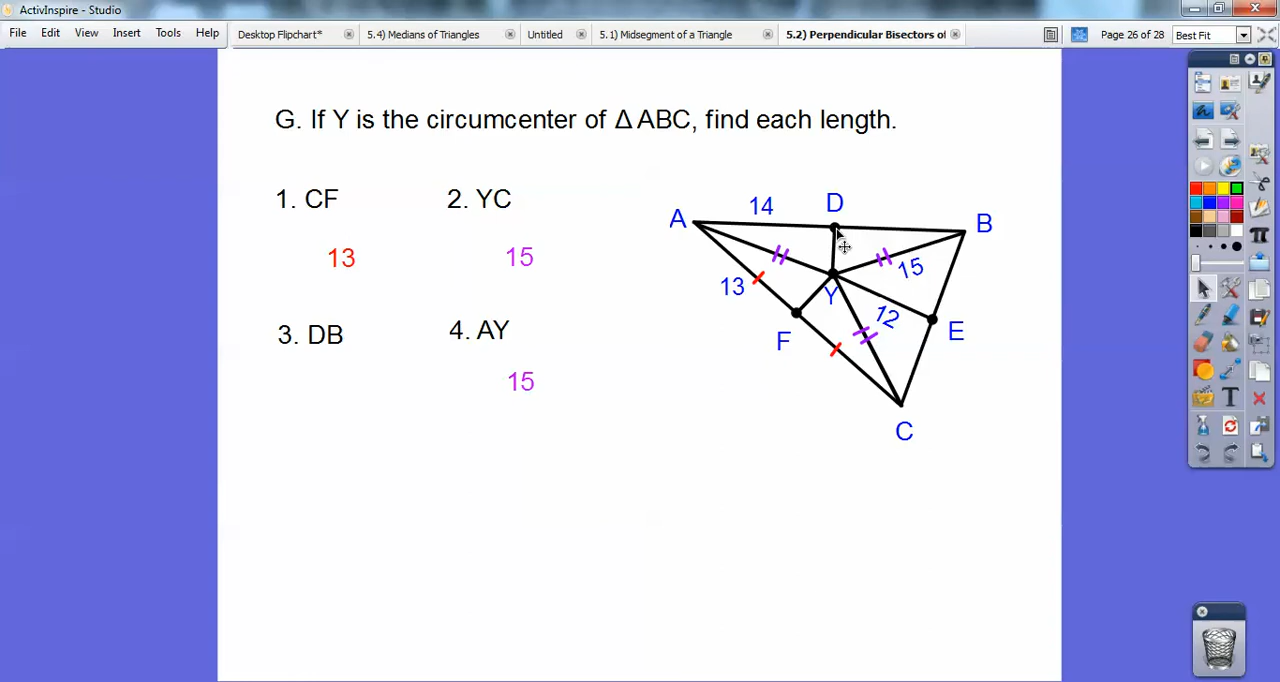 ActivInspire - Studio
File Edit View Insert Tools Help
Desktop Flipchart* 5.4) Medians of Triangles Untitled 5.1) Midsegment of a Triangle 5.2) Perpendicular Bisectors of
Page 26 of 28 Best Fit
G. If Y is the circumcenter of Δ ABC, find each length.
1. CF 2. YC
13 15
3. DB 4. AY
15
A 14 D B
13 Y 15
F 12 E
C